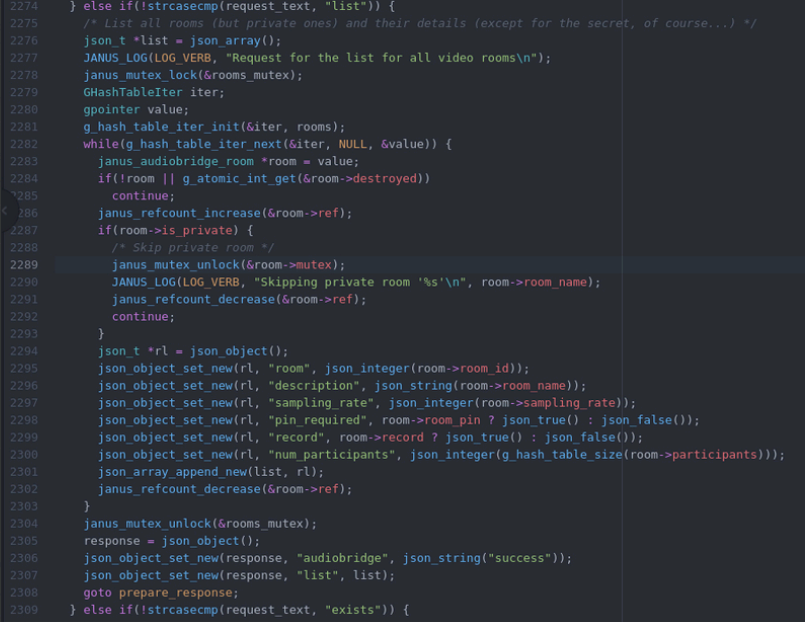 2274 } else if(!strcasecmp(request_text, "list")) {
2275 /* List all rooms (but private ones) and their details (except for the secret, of course...) */
2276 json_t *list = json_array();
2277 JANUS_LOG(LOG_VERB, "Request for the list for all video rooms\n");
2278 janus_mutex_lock(&rooms_mutex);
2279 GHashTableIter iter;
2280 gpointer value;
2281 g_hash_table_iter_init(&iter, rooms);
2282 while(g_hash_table_iter_next(&iter, NULL, &value)) {
2283 janus_audiobridge_room *room = value;
2284 if(!room || g_atomic_int_get(&room->destroyed))
2285 continue;
2286 janus_refcount_increase(&room->ref);
2287 if(room->is_private) {
2288 /* Skip private room */
2289 janus_mutex_unlock(&room->mutex);
2290 JANUS_LOG(LOG_VERB, "Skipping private room '%s'\n", room->room_name);
2291 janus_refcount_decrease(&room->ref);
2292 continue;
2293 }
2294 json_t *rl = json_object();
2295 json_object_set_new(rl, "room", json_integer(room->room_id));
2296 json_object_set_new(rl, "description", json_string(room->room_name));
2297 json_object_set_new(rl, "sampling_rate", json_integer(room->sampling_rate));
2298 json_object_set_new(rl, "pin_required", room->room_pin ? json_true() : json_false());
2299 json_object_set_new(rl, "record", room->record ? json_true() : json_false());
2300 json_object_set_new(rl, "num_participants", json_integer(g_hash_table_size(room->participants)));
2301 json_array_append_new(list, rl);
2302 janus_refcount_decrease(&room->ref);
2303 }
2304 janus_mutex_unlock(&rooms_mutex);
2305 response = json_object();
2306 json_object_set_new(response, "audiobridge", json_string("success"));
2307 json_object_set_new(response, "list", list);
2308 goto prepare_response;
2309 } else if(!strcasecmp(request_text, "exists")) {